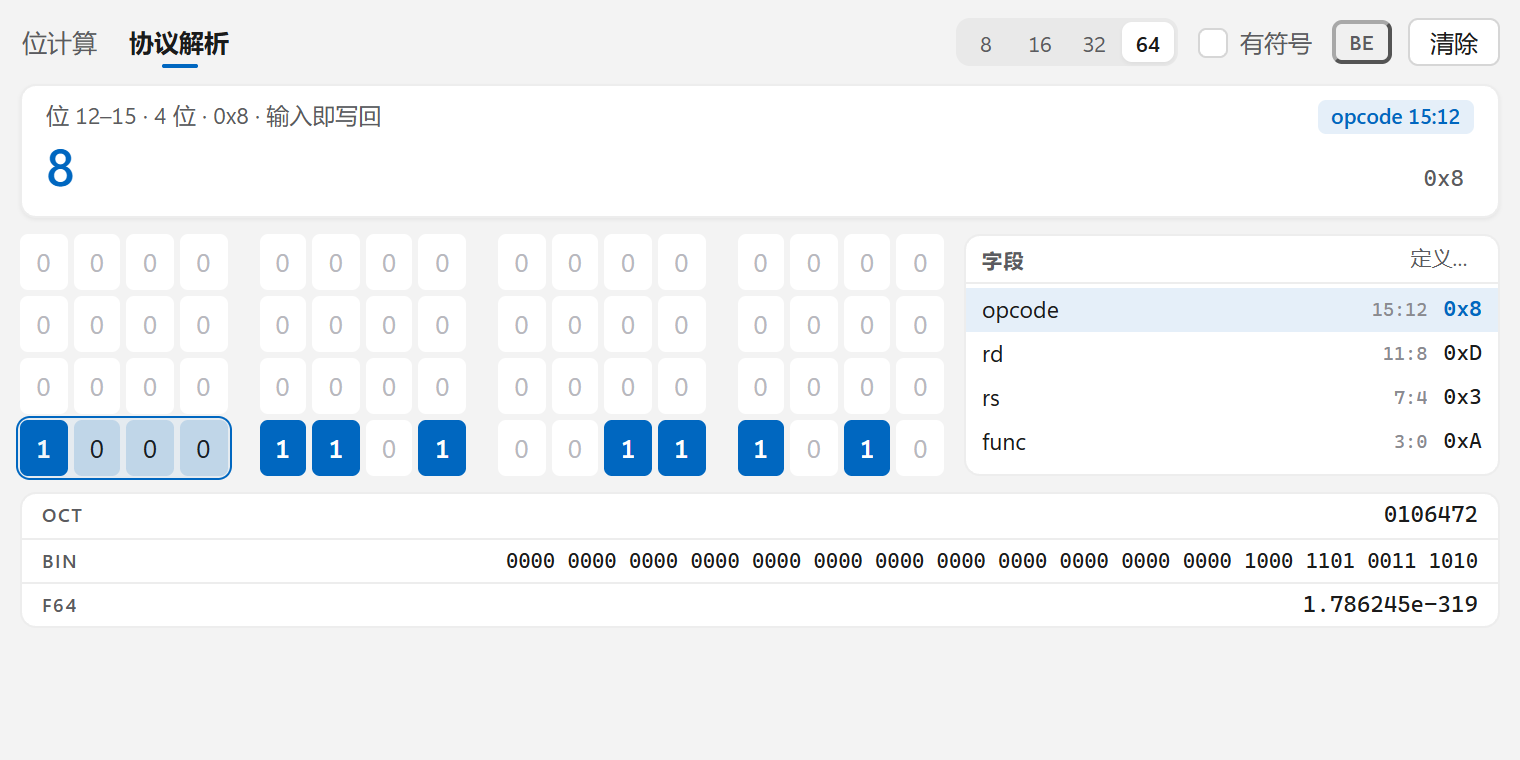 位计算 协议解析 8 16 32 64 有符号 BE 清除
位 12–15 · 4 位 · 0x8 · 输入即写回 opcode 15:12
8 0x8
0 0 0 0 0 0 0 0 0 0 0 0 0 0 0 0
0 0 0 0 0 0 0 0 0 0 0 0 0 0 0 0
0 0 0 0 0 0 0 0 0 0 0 0 0 0 0 0
1 0 0 0 1 1 0 1 0 0 1 1 1 0 1 0
字段 定义...
opcode 15:12 0x8
rd 11:8 0xD
rs 7:4 0x3
func 3:0 0xA
OCT 0106472
BIN 0000 0000 0000 0000 0000 0000 0000 0000 0000 0000 0000 0000 1000 1101 0011 1010
F64 1.786245e-319